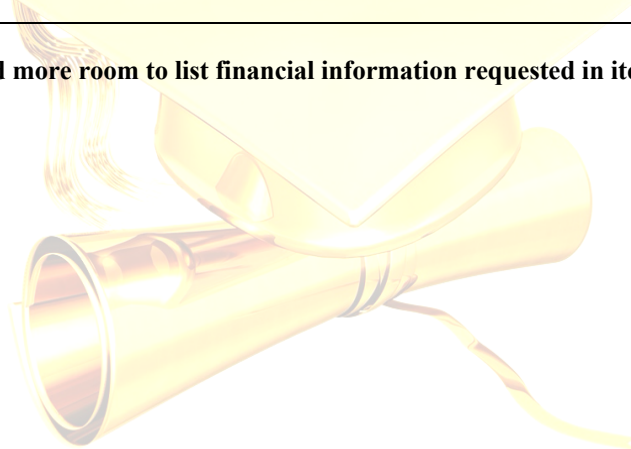 more room to list financial information requested in ite